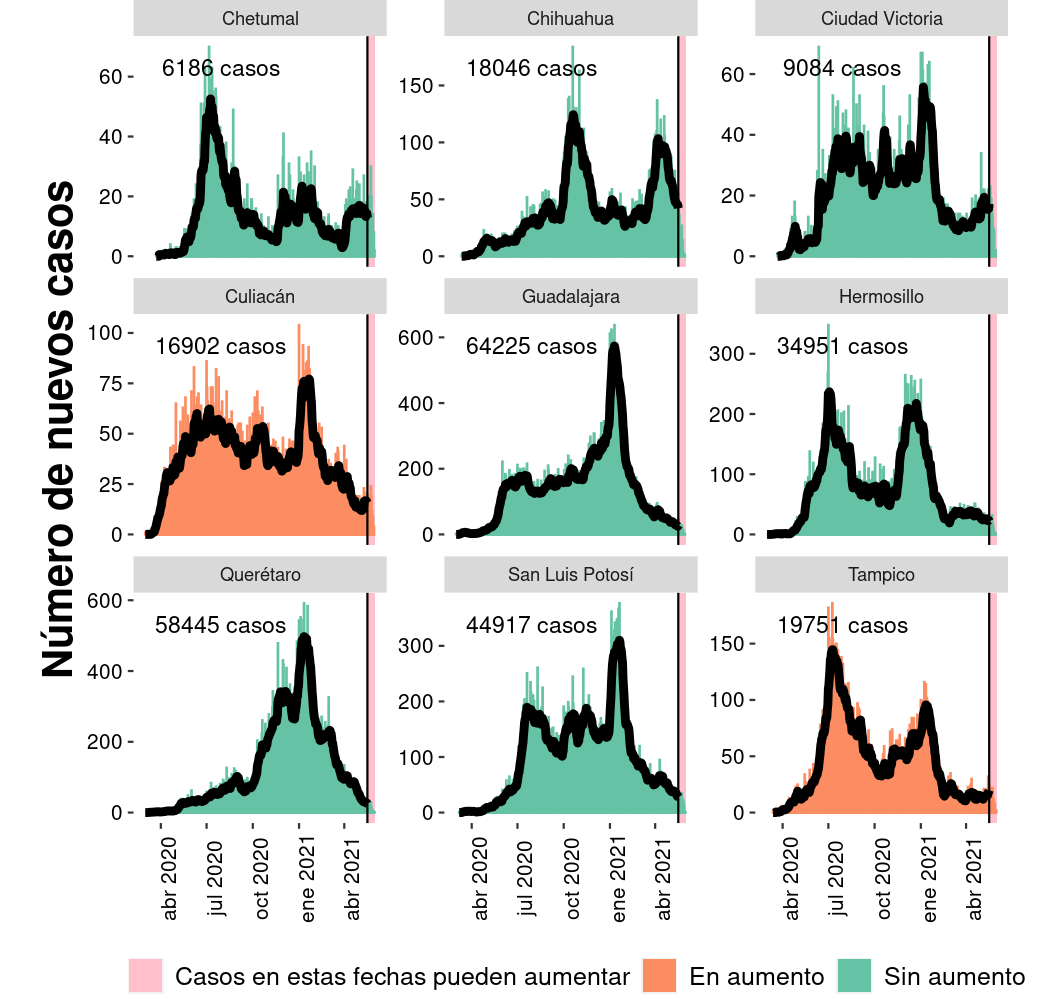 Chetumal
Chihuahua
Ciudad Victoria
6186 casos
18046 casos
9084 casos
60
40
20
0
150
100
50
0
60
40
20
0
Culiacán
Guadalajara
Hermosillo
16902 casos
64225 casos
34951 casos
100
75
50
25
0
600
400
200
0
300
200
100
0
Querétaro
San Luis Potosí
Tampico
58445 casos
44917 casos
19751 casos
600
400
200
0
300
200
100
0
150
100
50
0
abr 2020
jul 2020
oct 2020
ene 2021
abr 2021
abr 2020
jul 2020
oct 2020
ene 2021
abr 2021
abr 2020
jul 2020
oct 2020
ene 2021
abr 2021
Número de nuevos casos
Casos en estas fechas pueden aumentar
En aumento
Sin aumento